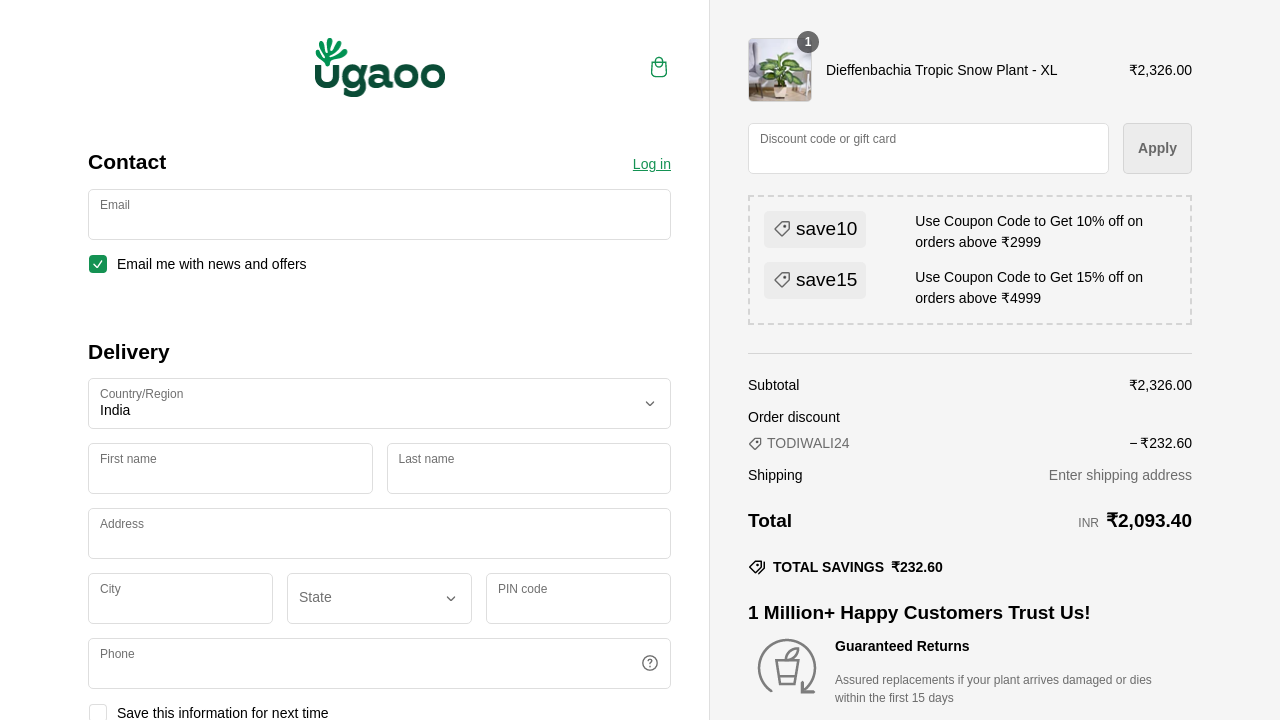 ugaoo
Contact
Log in
Email
Email me with news and offers
Delivery
Country/Region
India
First name
Last name
Address
City
State
PIN code
Phone
Save this information for next time
1
Dieffenbachia Tropic Snow Plant - XL
₹2,326.00
Discount code or gift card
Apply
save10
Use Coupon Code to Get 10% off on
orders above ₹2999
save15
Use Coupon Code to Get 15% off on
orders above ₹4999
Subtotal
₹2,326.00
Order discount
TODIWALI24
− ₹232.60
Shipping
Enter shipping address
Total
INR ₹2,093.40
TOTAL SAVINGS ₹232.60
1 Million+ Happy Customers Trust Us!
Guaranteed Returns
Assured replacements if your plant arrives damaged or dies
within the first 15 days